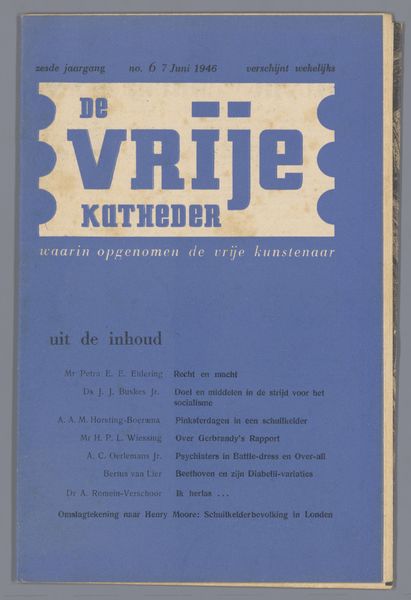 zesde jaargang no. 6 7 Juni 1946 verschijnt wekelijks
DE
VRIJE
KATHEDER
waarin opgenomen de vrije kunstenaar
uit de inhoud
Mr Petra E. E. Eldering Recht en macht
Ds J. J. Buskes Jr. Doel en middelen in de strijd voor het
socialisme
A. A. M. Horsting-Boersma Pinksterdagen in een schuilkelder
Mr H. P. L. Wiessing Over Gerbrandy's Rapport
A. C. Oerlemans Jr. Psychiaters in Battle-dress en Over-all
Bertus van Lier Beethoven en zijn Diabelli-variaties
Dr A. Romein-Verschoor Ik herlas ...
Omslagtekening naar Henry Moore: Schuilkelderbevolking in Londen